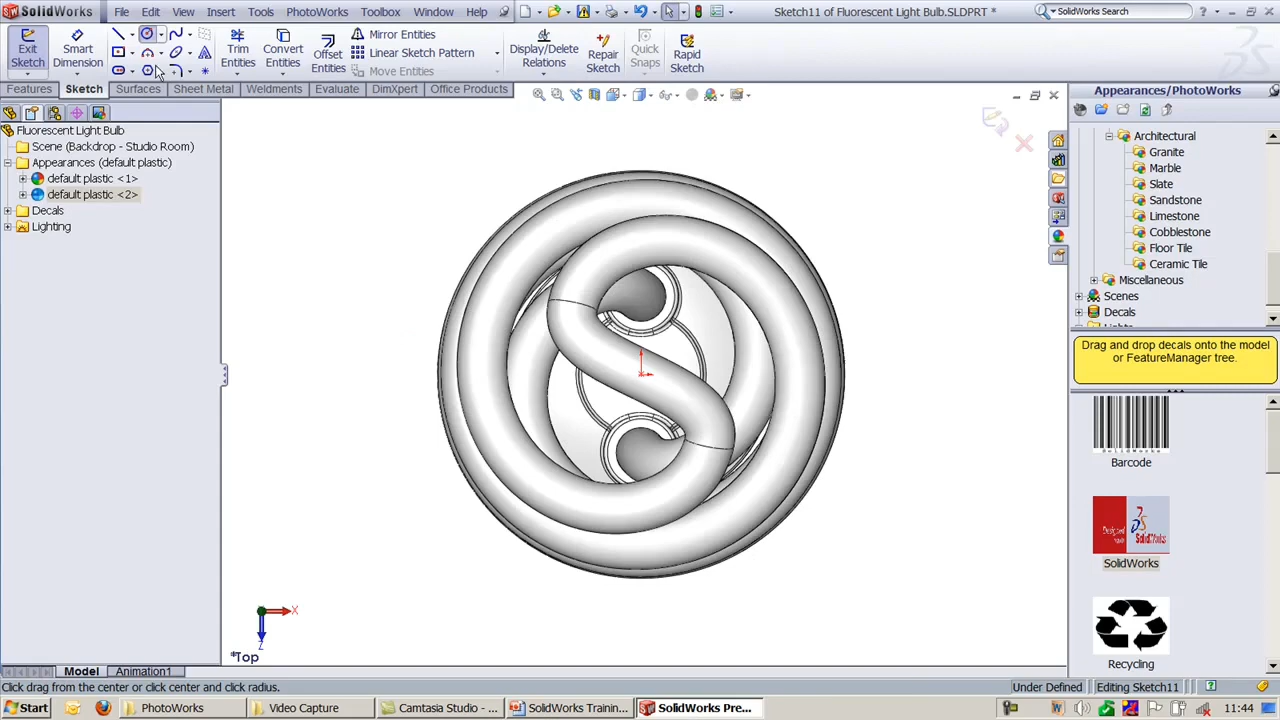 SolidWorks File Edit View Insert Tools PhotoWorks Toolbox Window Help Sketch11 of Fluorescent Light Bulb.SLDPRT * SolidWorks Search
Exit Sketch
Smart Dimension
Trim Entities
Convert Entities
Offset Entities
Mirror Entities
Linear Sketch Pattern
Move Entities
Display/Delete Relations
Repair Sketch
Quick Snaps
Rapid Sketch
Features Sketch Surfaces Sheet Metal Weldments Evaluate DimXpert Office Products
Fluorescent Light Bulb
Scene (Backdrop - Studio Room)
Appearances (default plastic)
default plastic <1>
default plastic <2>
Decals
Lighting
Appearances/PhotoWorks
Architectural
Granite
Marble
Slate
Sandstone
Limestone
Cobblestone
Floor Tile
Ceramic Tile
Miscellaneous
Scenes
Decals
Lights
Drag and drop decals onto the model
or FeatureManager tree.
Barcode
SolidWorks
SolidWorks
Recycling
X
Z
*Top
Model Animation1
Click drag from the center or click center and click radius. Under Defined Editing Sketch11
Start PhotoWorks Video Capture Camtasia Studio - ... SolidWorks Trainin... SolidWorks Pre... 11:44